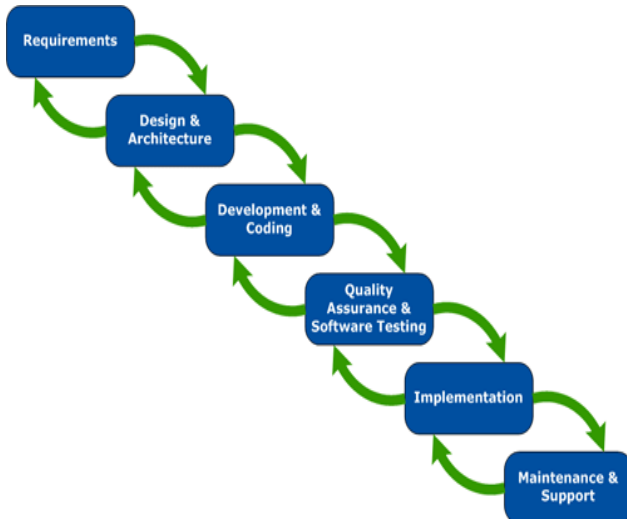 Requirements
Design &
Architecture
Development &
Coding
Quality
Assurance &
Software Testing
Implementation
Maintenance &
Support